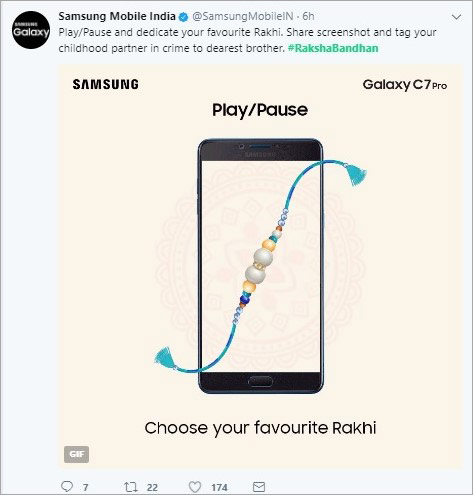 SAMSUNG
Galaxy
Samsung Mobile India @SamsungMobileIN · 6h
Play/Pause and dedicate your favourite Rakhi. Share screenshot and tag your
childhood partner in crime to dearest brother. #RakshaBandhan
SAMSUNG
Galaxy C7 Pro
Play/Pause
SAMSUNG
Choose your favourite Rakhi
GIF
7 22 174